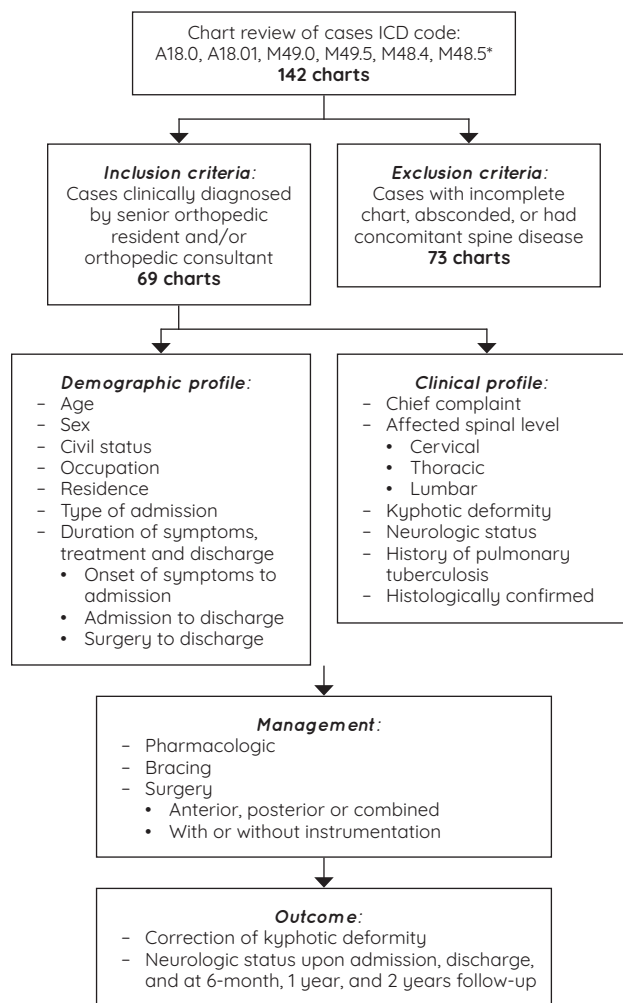 Chart review of cases ICD code:
A18.0, A18.01, M49.0, M49.5, M48.4, M48.5*
142 charts
Inclusion criteria:
Cases clinically diagnosed
by senior orthopedic
resident and/or
orthopedic consultant
69 charts
Exclusion criteria:
Cases with incomplete
chart, absconded, or had
concomitant spine disease
73 charts
Demographic profile:
- Age
- Sex
- Civil status
- Occupation
- Residence
- Type of admission
- Duration of symptoms,
treatment and discharge
• Onset of symptoms to
admission
• Admission to discharge
• Surgery to discharge
Clinical profile:
- Chief complaint
- Affected spinal level
• Cervical
• Thoracic
• Lumbar
- Kyphotic deformity
- Neurologic status
- History of pulmonary
tuberculosis
- Histologically confirmed
Management:
- Pharmacologic
- Bracing
- Surgery
• Anterior, posterior or combined
• With or without instrumentation
Outcome:
- Correction of kyphotic deformity
- Neurologic status upon admission, discharge,
and at 6-month, 1 year, and 2 years follow-up